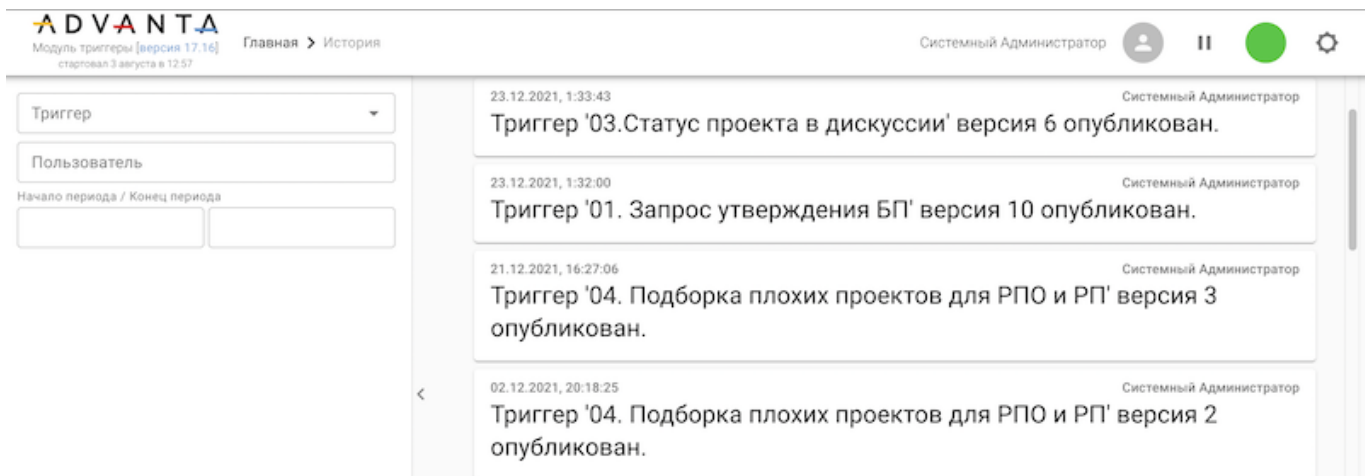 ADVANTA
Модуль триггеры [версия 17.16]
стартовал 3 августа в 12:57
Главная > История
Системный Администратор
Триггер
Пользователь
Начало периода / Конец периода
23.12.2021, 1:33:43
Системный Администратор
Триггер '03.Статус проекта в дискуссии' версия 6 опубликован.
23.12.2021, 1:32:00
Системный Администратор
Триггер '01. Запрос утверждения БП' версия 10 опубликован.
21.12.2021, 16:27:06
Системный Администратор
Триггер '04. Подборка плохих проектов для РПО и РП' версия 3
опубликован.
02.12.2021, 20:18:25
Системный Администратор
Триггер '04. Подборка плохих проектов для РПО и РП' версия 2
опубликован.